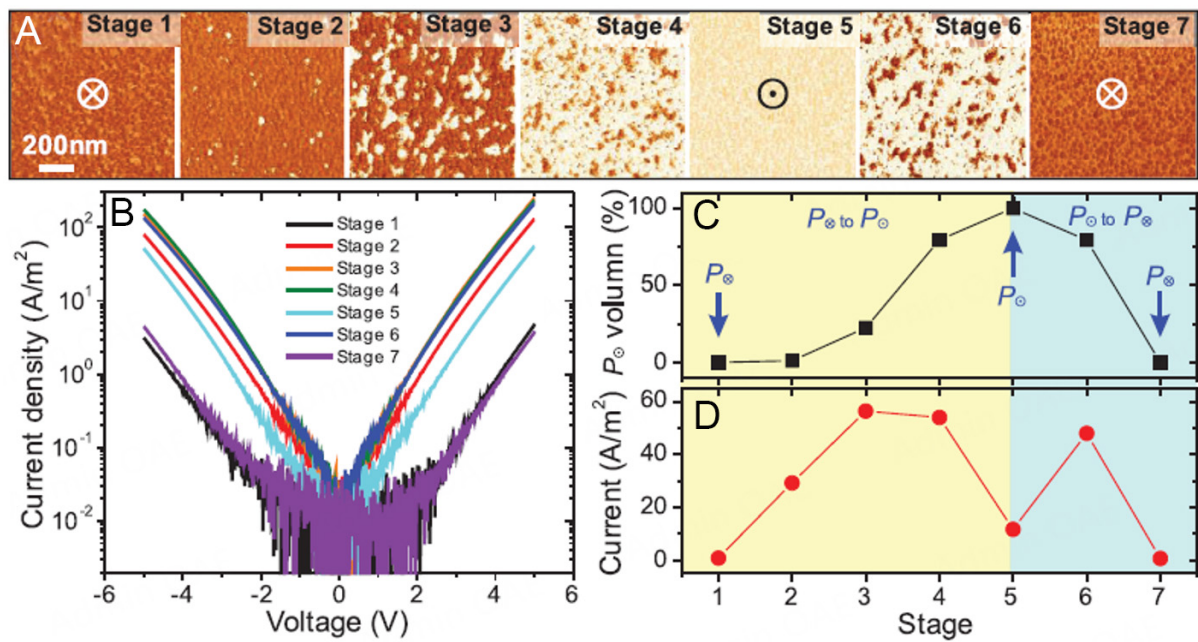 A
Stage 1
Stage 2
Stage 3
Stage 4
Stage 5
Stage 6
Stage 7
200nm
B
Current density (A/m²)
10²
10¹
10⁰
10⁻¹
10⁻²
Stage 1
Stage 2
Stage 3
Stage 4
Stage 5
Stage 6
Stage 7
-6 -4 -2 0 2 4 6
Voltage (V)
C
P⊙ volumn (%)
100
50
0
P⊗ to P⊙
P⊙ to P⊗
P⊗
P⊙
P⊗
D
Current (A/m²)
60
40
20
0
1 2 3 4 5 6 7
Stage